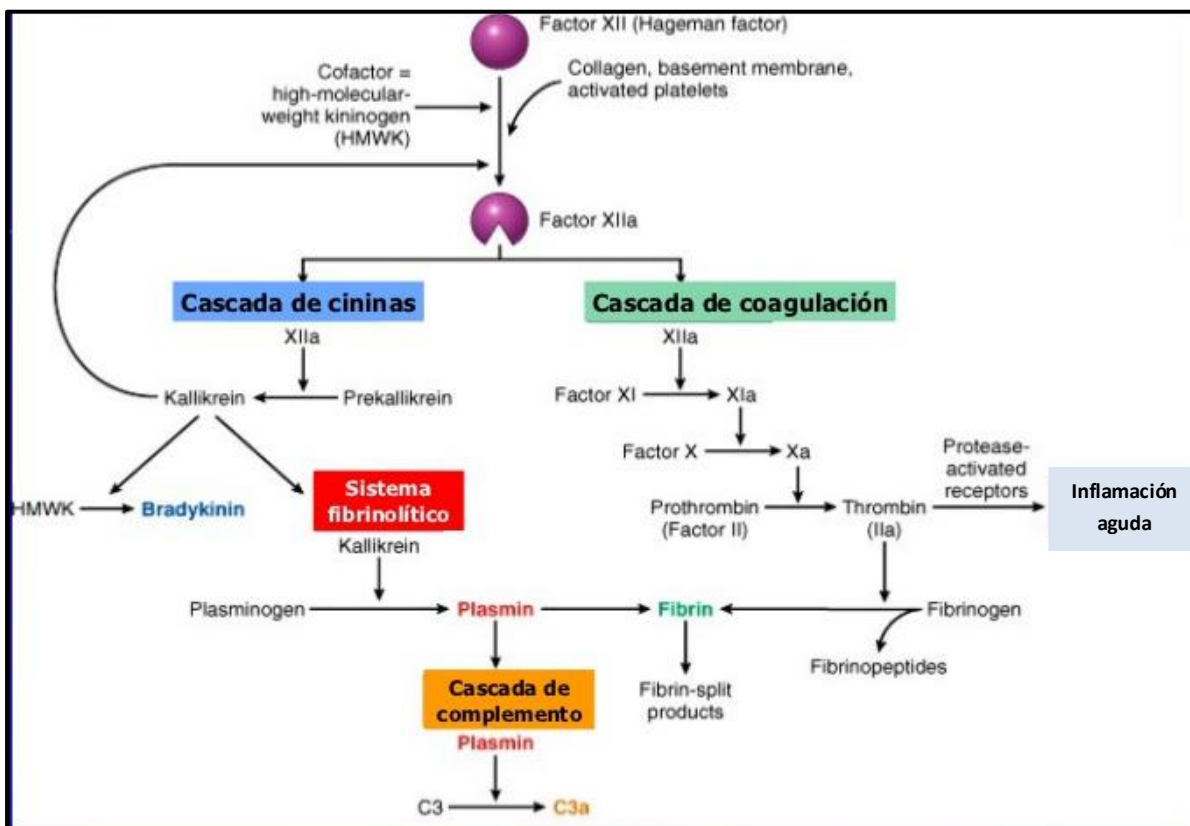 Factor XII (Hageman factor)
Cofactor =
high-molecular-
weight kininogen
(HMWK)
Collagen, basement membrane,
activated platelets
Factor XIIa
Cascada de cininas
Cascada de coagulación
XIIa
XIIa
Kallikrein
Prekallikrein
Factor XI
XIa
Factor X
Xa
Protease-
activated
receptors
HMWK
Bradykinin
Sistema
fibrinolítico
Kallikrein
Prothrombin
(Factor II)
Thrombin
(IIa)
Inflamación
aguda
Plasminogen
Plasmin
Fibrin
Fibrinogen
Fibrinopeptides
Cascada de
complemento
Plasmin
Fibrin-split
products
C3
C3a